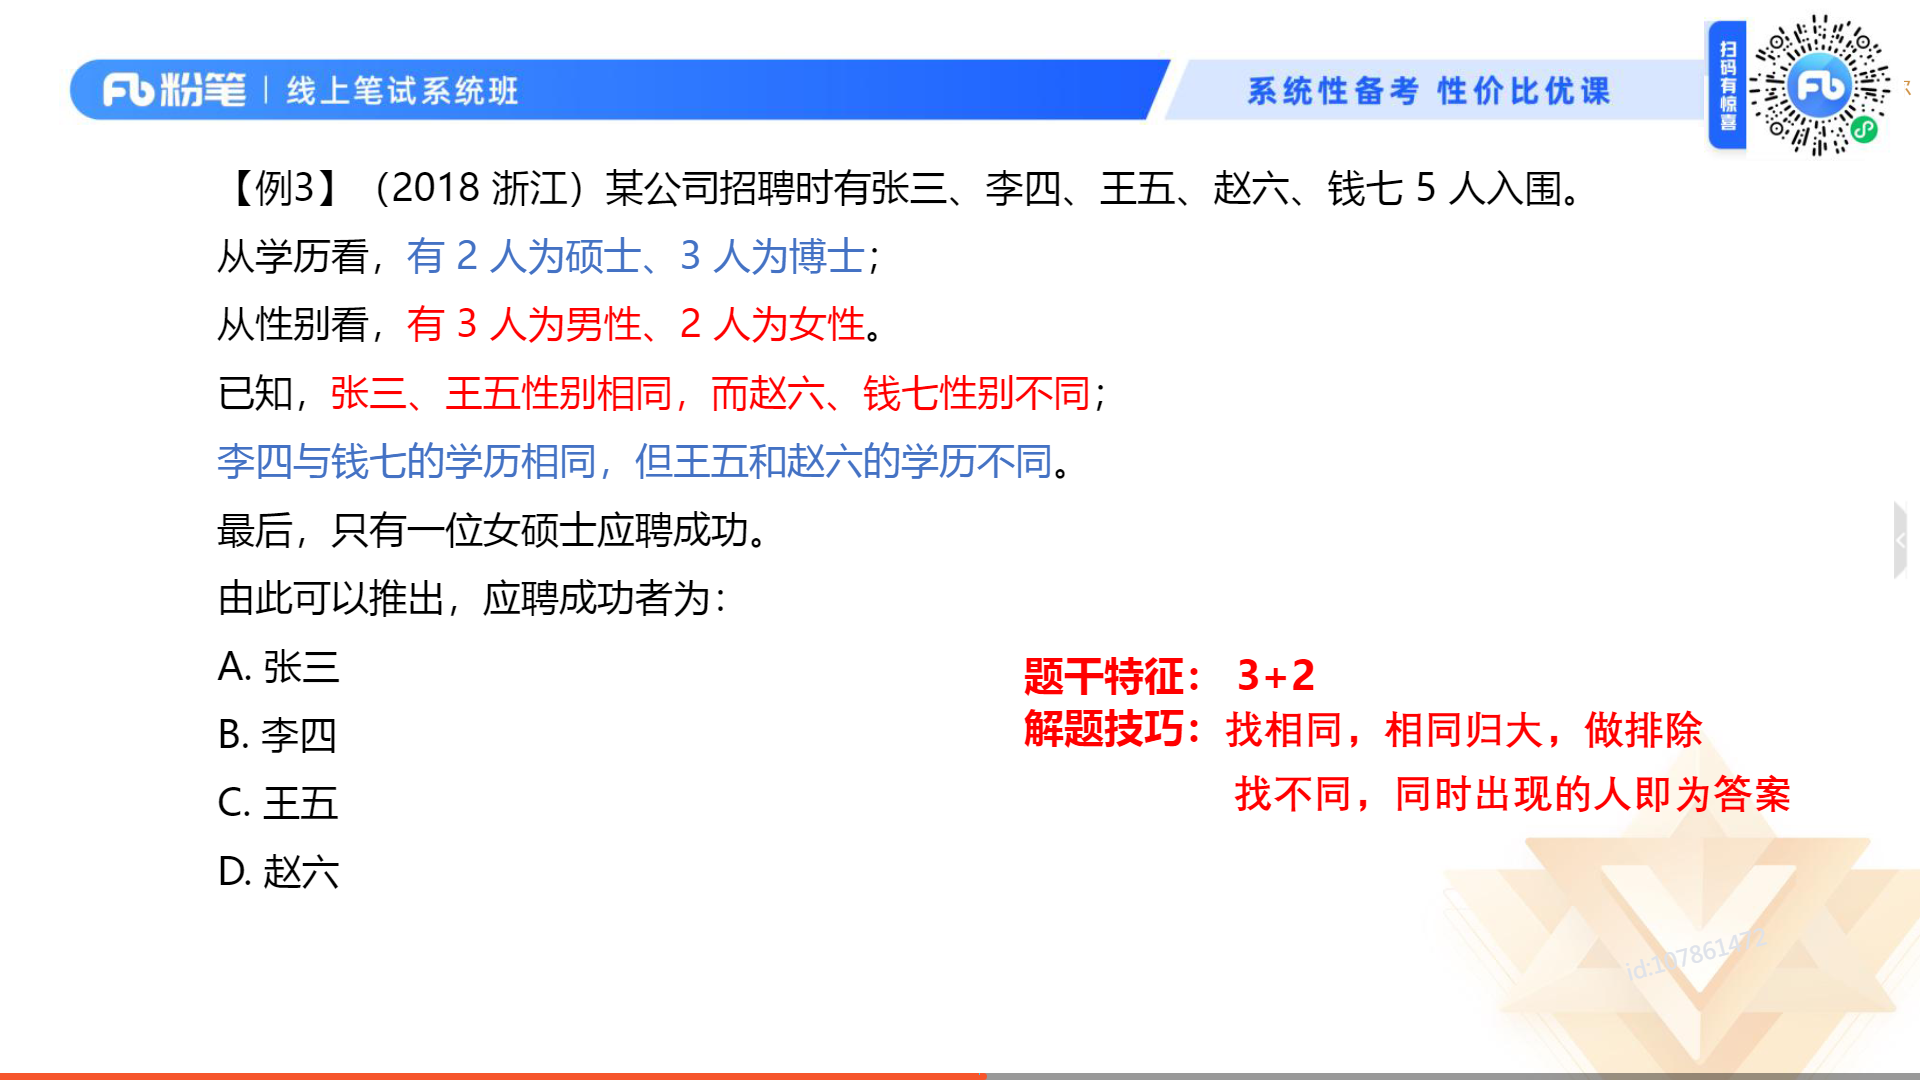 粉笔 | 线上笔试系统班
系统性备考 性价比优课
扫码有惊喜
【例3】（2018 浙江）某公司招聘时有张三、李四、王五、赵六、钱七 5 人入围。
从学历看，有 2 人为硕士、3 人为博士；
从性别看，有 3 人为男性、2 人为女性。
已知，张三、王五性别相同，而赵六、钱七性别不同；
李四与钱七的学历相同，但王五和赵六的学历不同。
最后，只有一位女硕士应聘成功。
由此可以推出，应聘成功者为：
A. 张三
B. 李四
C. 王五
D. 赵六
题干特征： 3+2
解题技巧：找相同，相同归大，做排除
找不同，同时出现的人即为答案
id:107861472